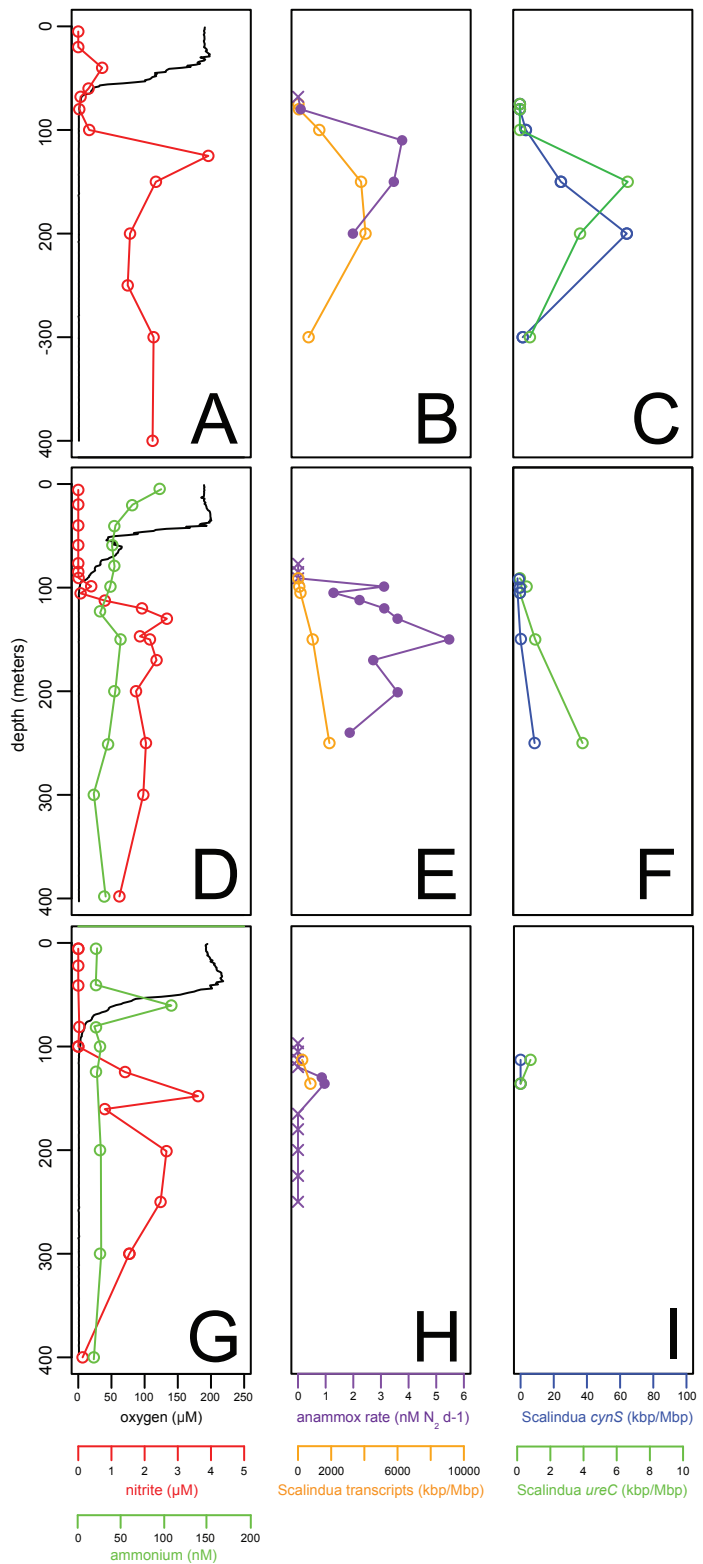 0
100
200
-300
400
A
B
C
depth (meters)
0
100
200
300
400
D
E
F
0
100
200
300
400
G
H
I
0 50 100 150 200 250
oxygen (µM)
0 1 2 3 4 5 6
anammox rate (nM N2 d-1)
0 20 40 60 80 100
Scalindua cynS (kbp/Mbp)
0 1 2 3 4 5
nitrite (µM)
0 2000 6000 10000
Scalindua transcripts (kbp/Mbp)
0 2 4 6 8 10
Scalindua ureC (kbp/Mbp)
0 50 100 150 200
ammonium (nM)